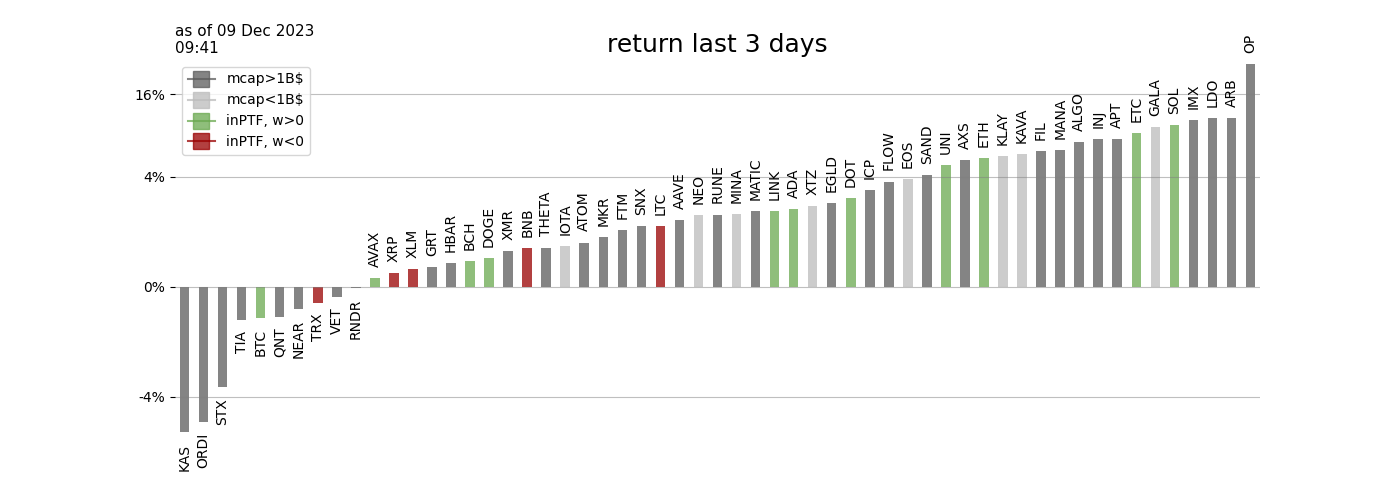 as of 09 Dec 2023
09:41
return last 3 days
mcap>1B$
mcap<1B$
inPTF, w>0
inPTF, w<0
16%
4%
0%
-4%
KAS
ORDI
STX
TIA
BTC
QNT
NEAR
TRX
VET
RNDR
AVAX
XRP
XLM
GRT
HBAR
BCH
DOGE
XMR
BNB
THETA
IOTA
ATOM
MKR
FTM
SNX
LTC
AAVE
NEO
RUNE
MINA
MATIC
LINK
ADA
XTZ
EGLD
DOT
ICP
FLOW
EOS
SAND
UNI
AXS
ETH
KLAY
KAVA
FIL
MANA
ALGO
INJ
APT
ETC
GALA
SOL
IMX
LDO
ARB
OP